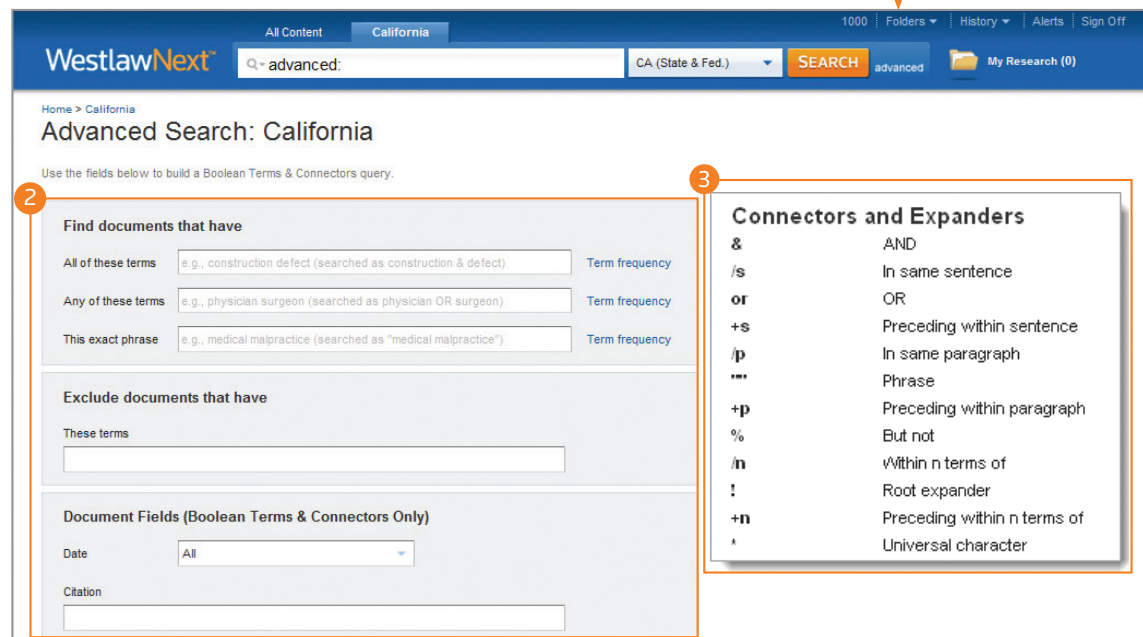 1000 Folders History Alerts Sign Off
All Content California
WestlawNext™ advanced: CA (State & Fed.) SEARCH advanced My Research (0)
Home > California
Advanced Search: California
Use the fields below to build a Boolean Terms & Connectors query.
2
Find documents that have
All of these terms e.g., construction defect (searched as construction & defect) Term frequency
Any of these terms e.g., physician surgeon (searched as physician OR surgeon) Term frequency
This exact phrase e.g., medical malpractice (searched as "medical malpractice") Term frequency
Exclude documents that have
These terms
Document Fields (Boolean Terms & Connectors Only)
Date All
Citation
3
Connectors and Expanders
& AND
/s In same sentence
or OR
+s Preceding within sentence
/p In same paragraph
"" Phrase
+p Preceding within paragraph
% But not
/n Within n terms of
! Root expander
+n Preceding within n terms of
* Universal character